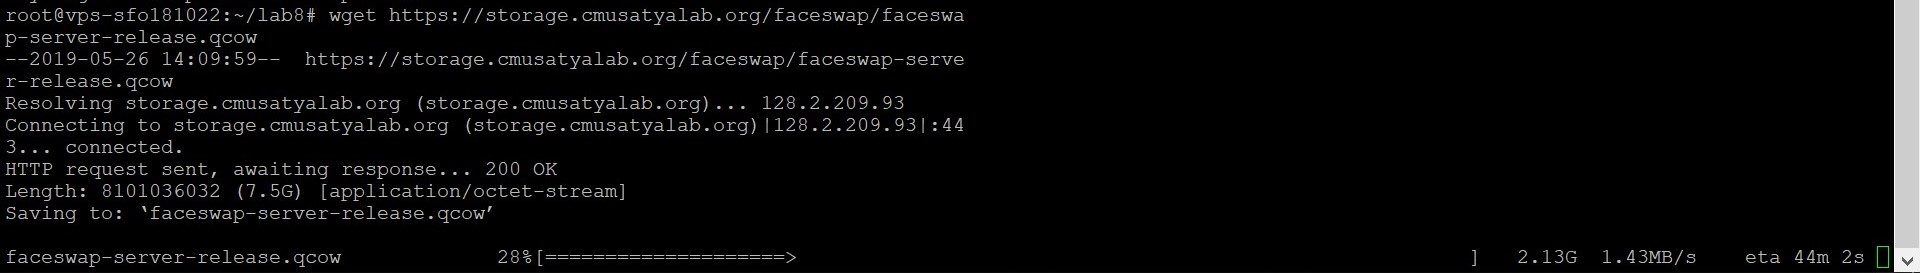 root@vps-sfo181022:~/lab8# wget https://storage.cmusatyalab.org/faceswap/faceswa
p-server-release.qcow
--2019-05-26 14:09:59--  https://storage.cmusatyalab.org/faceswap/faceswap-serve
r-release.qcow
Resolving storage.cmusatyalab.org (storage.cmusatyalab.org)... 128.2.209.93
Connecting to storage.cmusatyalab.org (storage.cmusatyalab.org)|128.2.209.93|:44
3... connected.
HTTP request sent, awaiting response... 200 OK
Length: 8101036032 (7.5G) [application/octet-stream]
Saving to: ‘faceswap-server-release.qcow’
faceswap-server-release.qcow             28%[====================>                                                         ]   2.13G  1.43MB/s    eta 44m 2s